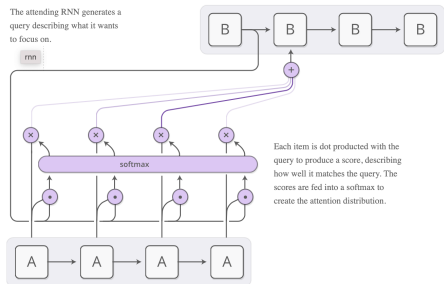 The attending RNN generates a
query describing what it wants
to focus on.
rnn
B B B B
+
× × × ×
softmax
Each item is dot producted with the
query to produce a score, describing
how well it matches the query. The
scores are fed into a softmax to
create the attention distribution.
A A A A